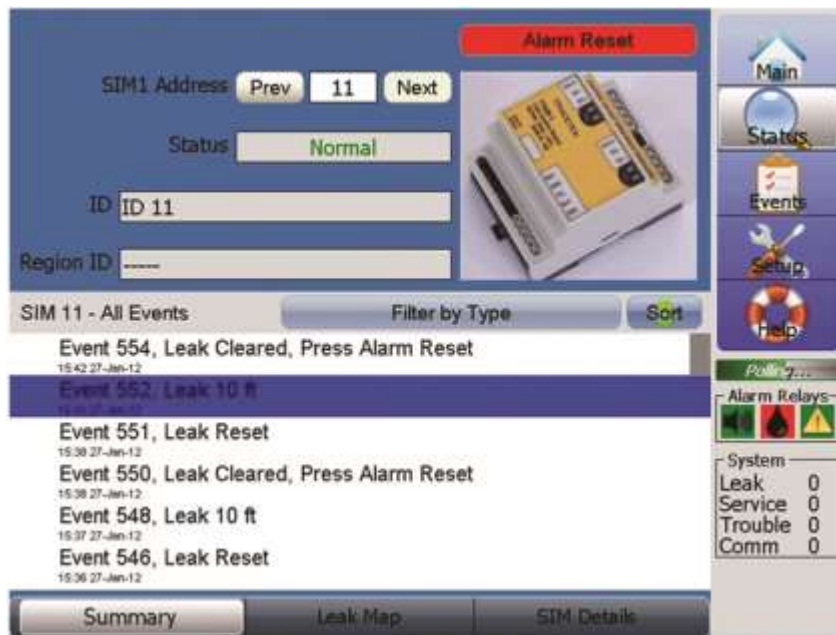 Alarm Reset
SIM1 Address Prev 11 Next
Status Normal
ID ID 11
Region ID -----
SIM 11 - All Events Filter by Type Sort
Event 554, Leak Cleared, Press Alarm Reset
15:42 27-Jan-12
Event 552, Leak 10 ft
Event 551, Leak Reset
15:38 27-Jan-12
Event 550, Leak Cleared, Press Alarm Reset
15:38 27-Jan-12
Event 548, Leak 10 ft
15:37 27-Jan-12
Event 546, Leak Reset
15:36 27-Jan-12
Summary Leak Map SIM Details
Main
Status
Events
Setup
Help
Alarm Relays
System
Leak 0
Service 0
Trouble 0
Comm 0